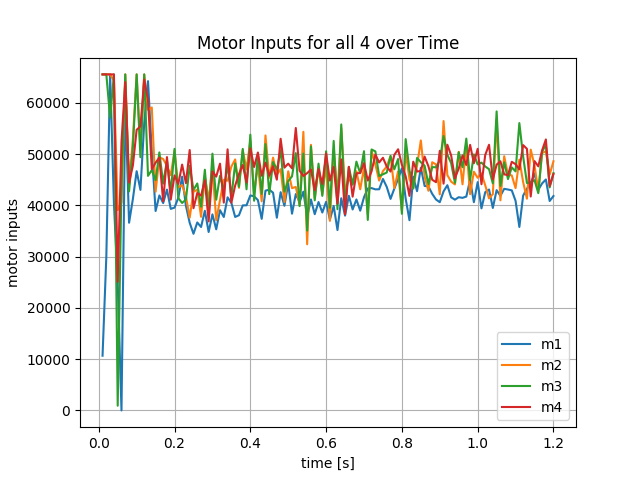 Motor Inputs for all 4 over Time
motor inputs
60000
50000
40000
30000
20000
10000
0
0.0 0.2 0.4 0.6 0.8 1.0 1.2
time [s]
m1
m2
m3
m4